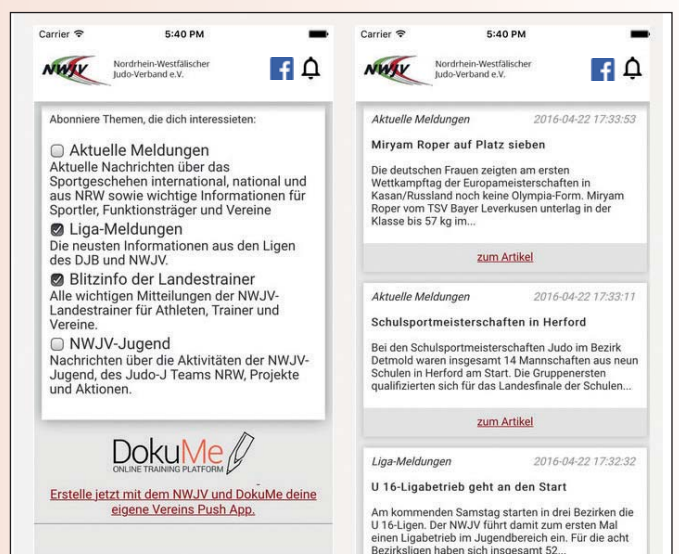 Carrier 5:40 PM
NWJV Nordrhein-Westfälischer
Judo-Verband e.V.
f
Abonniere Themen, die dich interessieten:
Aktuelle Meldungen
Aktuelle Nachrichten über das
Sportgeschehen international, national und
aus NRW sowie wichtige Informationen für
Sportler, Funktionsträger und Vereine
Liga-Meldungen
Die neusten Informationen aus den Ligen
des DJB und NWJV.
Blitzinfo der Landestrainer
Alle wichtigen Mitteilungen der NWJV-
Landestrainer für Athleten, Trainer und
Vereine.
NWJV-Jugend
Nachrichten über die Aktivitäten der NWJV-
Jugend, des Judo-J Teams NRW, Projekte
und Aktionen.
DokuMe
ONLINE TRAINING PLATFORM
Erstelle jetzt mit dem NWJV und DokuMe deine
eigene Vereins Push App.
Carrier 5:40 PM
NWJV Nordrhein-Westfälischer
Judo-Verband e.V.
f
Aktuelle Meldungen 2016-04-22 17:33:53
Miryam Roper auf Platz sieben
Die deutschen Frauen zeigten am ersten
Wettkampftag der Europameisterschaften in
Kasan/Russland noch keine Olympia-Form. Miryam
Roper vom TSV Bayer Leverkusen unterlag in der
Klasse bis 57 kg im...
zum Artikel
Aktuelle Meldungen 2016-04-22 17:33:11
Schulsportmeisterschaften in Herford
Bei den Schulsportmeisterschaften Judo im Bezirk
Detmold waren insgesamt 14 Mannschaften aus neun
Schulen in Herford am Start. Die Gruppenersten
qualifizierten sich für das Landesfinale der Schulen...
zum Artikel
Liga-Meldungen 2016-04-22 17:32:32
U 16-Ligabetrieb geht an den Start
Am kommenden Samstag starten in drei Bezirken die
U 16-Ligen. Der NWJV führt damit zum ersten Mal
einen Ligabetrieb im Jugendbereich ein. Für die acht
Bezirksligen haben sich insgesamt 52...